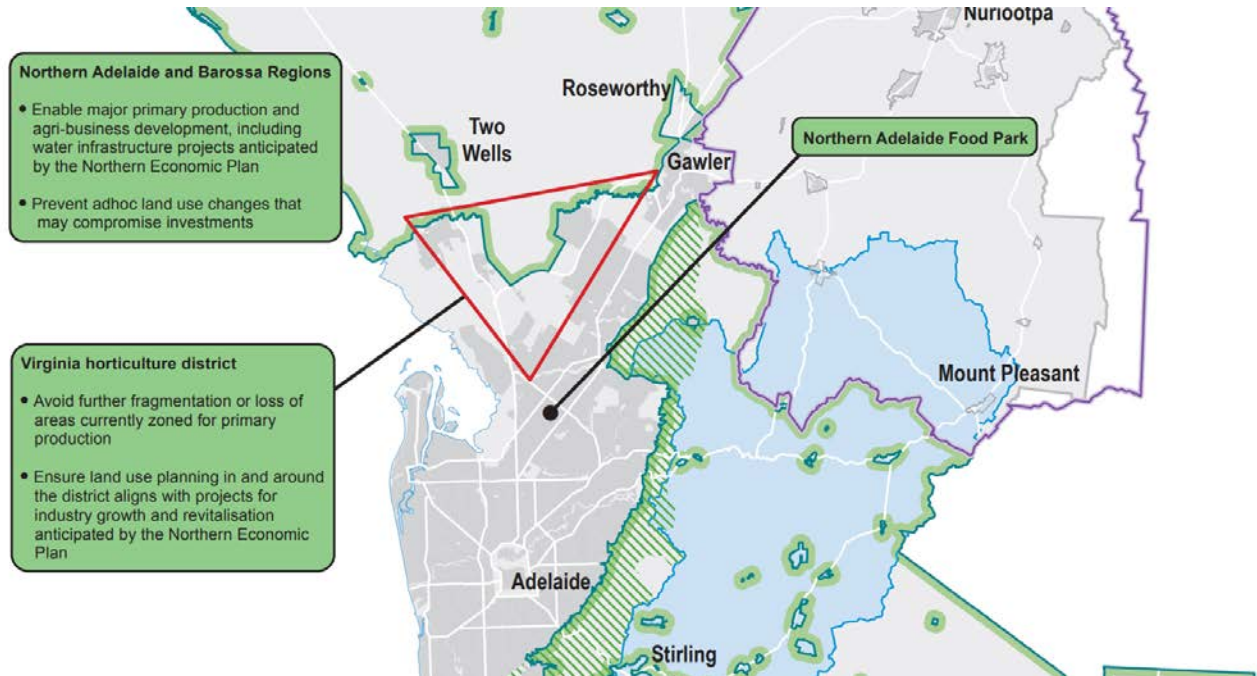 Nuriootpa
Northern Adelaide and Barossa Regions
● Enable major primary production and
agri-business development, including
water infrastructure projects anticipated
by the Northern Economic Plan
● Prevent adhoc land use changes that
may compromise investments
Roseworthy
Two
Wells
Northern Adelaide Food Park
Gawler
Virginia horticulture district
● Avoid further fragmentation or loss of
areas currently zoned for primary
production
● Ensure land use planning in and around
the district aligns with projects for
industry growth and revitalisation
anticipated by the Northern Economic
Plan
Mount Pleasant
Adelaide
Stirling